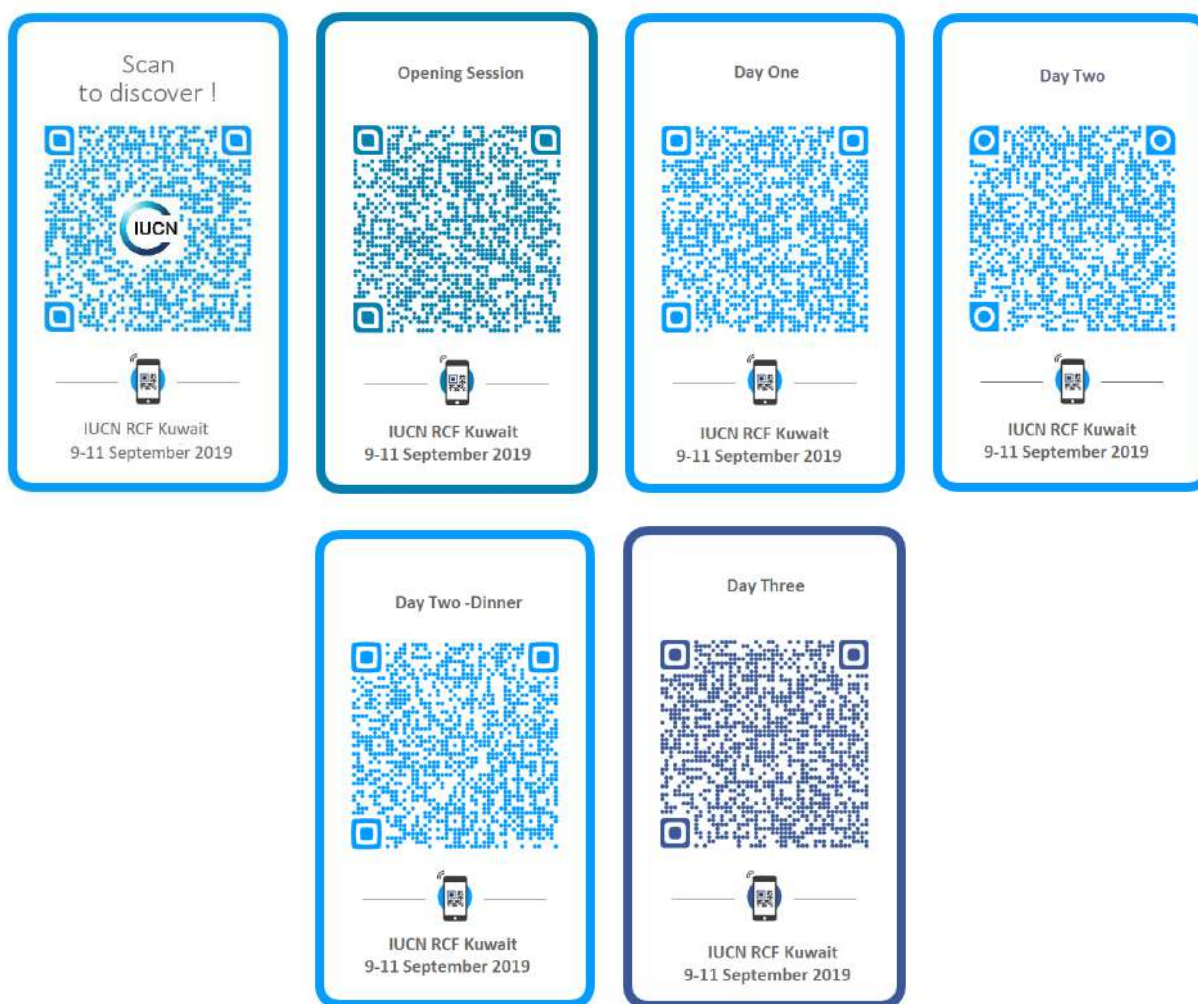 Scan
to discover !
IUCN
IUCN RCF Kuwait
9-11 September 2019
Opening Session
IUCN RCF Kuwait
9-11 September 2019
Day One
IUCN RCF Kuwait
9-11 September 2019
Day Two
IUCN RCF Kuwait
9-11 September 2019
Day Two -Dinner
IUCN RCF Kuwait
9-11 September 2019
Day Three
IUCN RCF Kuwait
9-11 September 2019